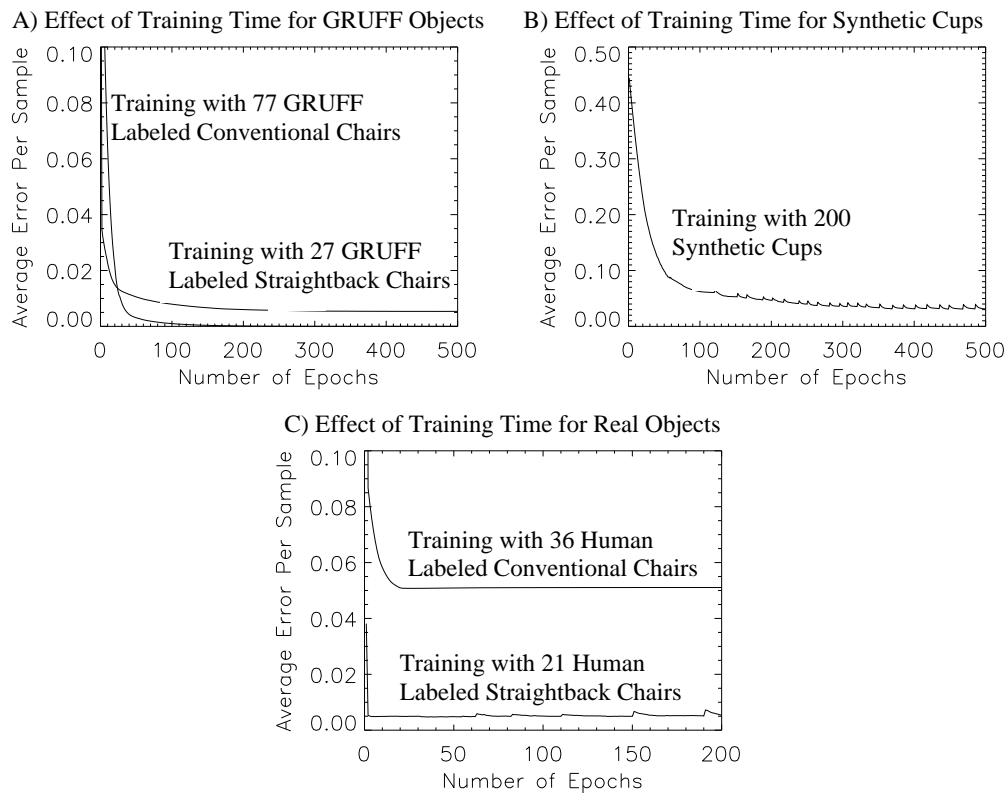 A) Effect of Training Time for GRUFF Objects
Average Error Per Sample
0.10
0.08
0.06
0.04
0.02
0.00
Training with 77 GRUFF
Labeled Conventional Chairs
Training with 27 GRUFF
Labeled Straightback Chairs
0 100 200 300 400 500
Number of Epochs
B) Effect of Training Time for Synthetic Cups
Average Error Per Sample
0.50
0.40
0.30
0.20
0.10
0.00
Training with 200
Synthetic Cups
0 100 200 300 400 500
Number of Epochs
C) Effect of Training Time for Real Objects
Average Error Per Sample
0.10
0.08
0.06
0.04
0.02
0.00
Training with 36 Human
Labeled Conventional Chairs
Training with 21 Human
Labeled Straightback Chairs
0 50 100 150 200
Number of Epochs